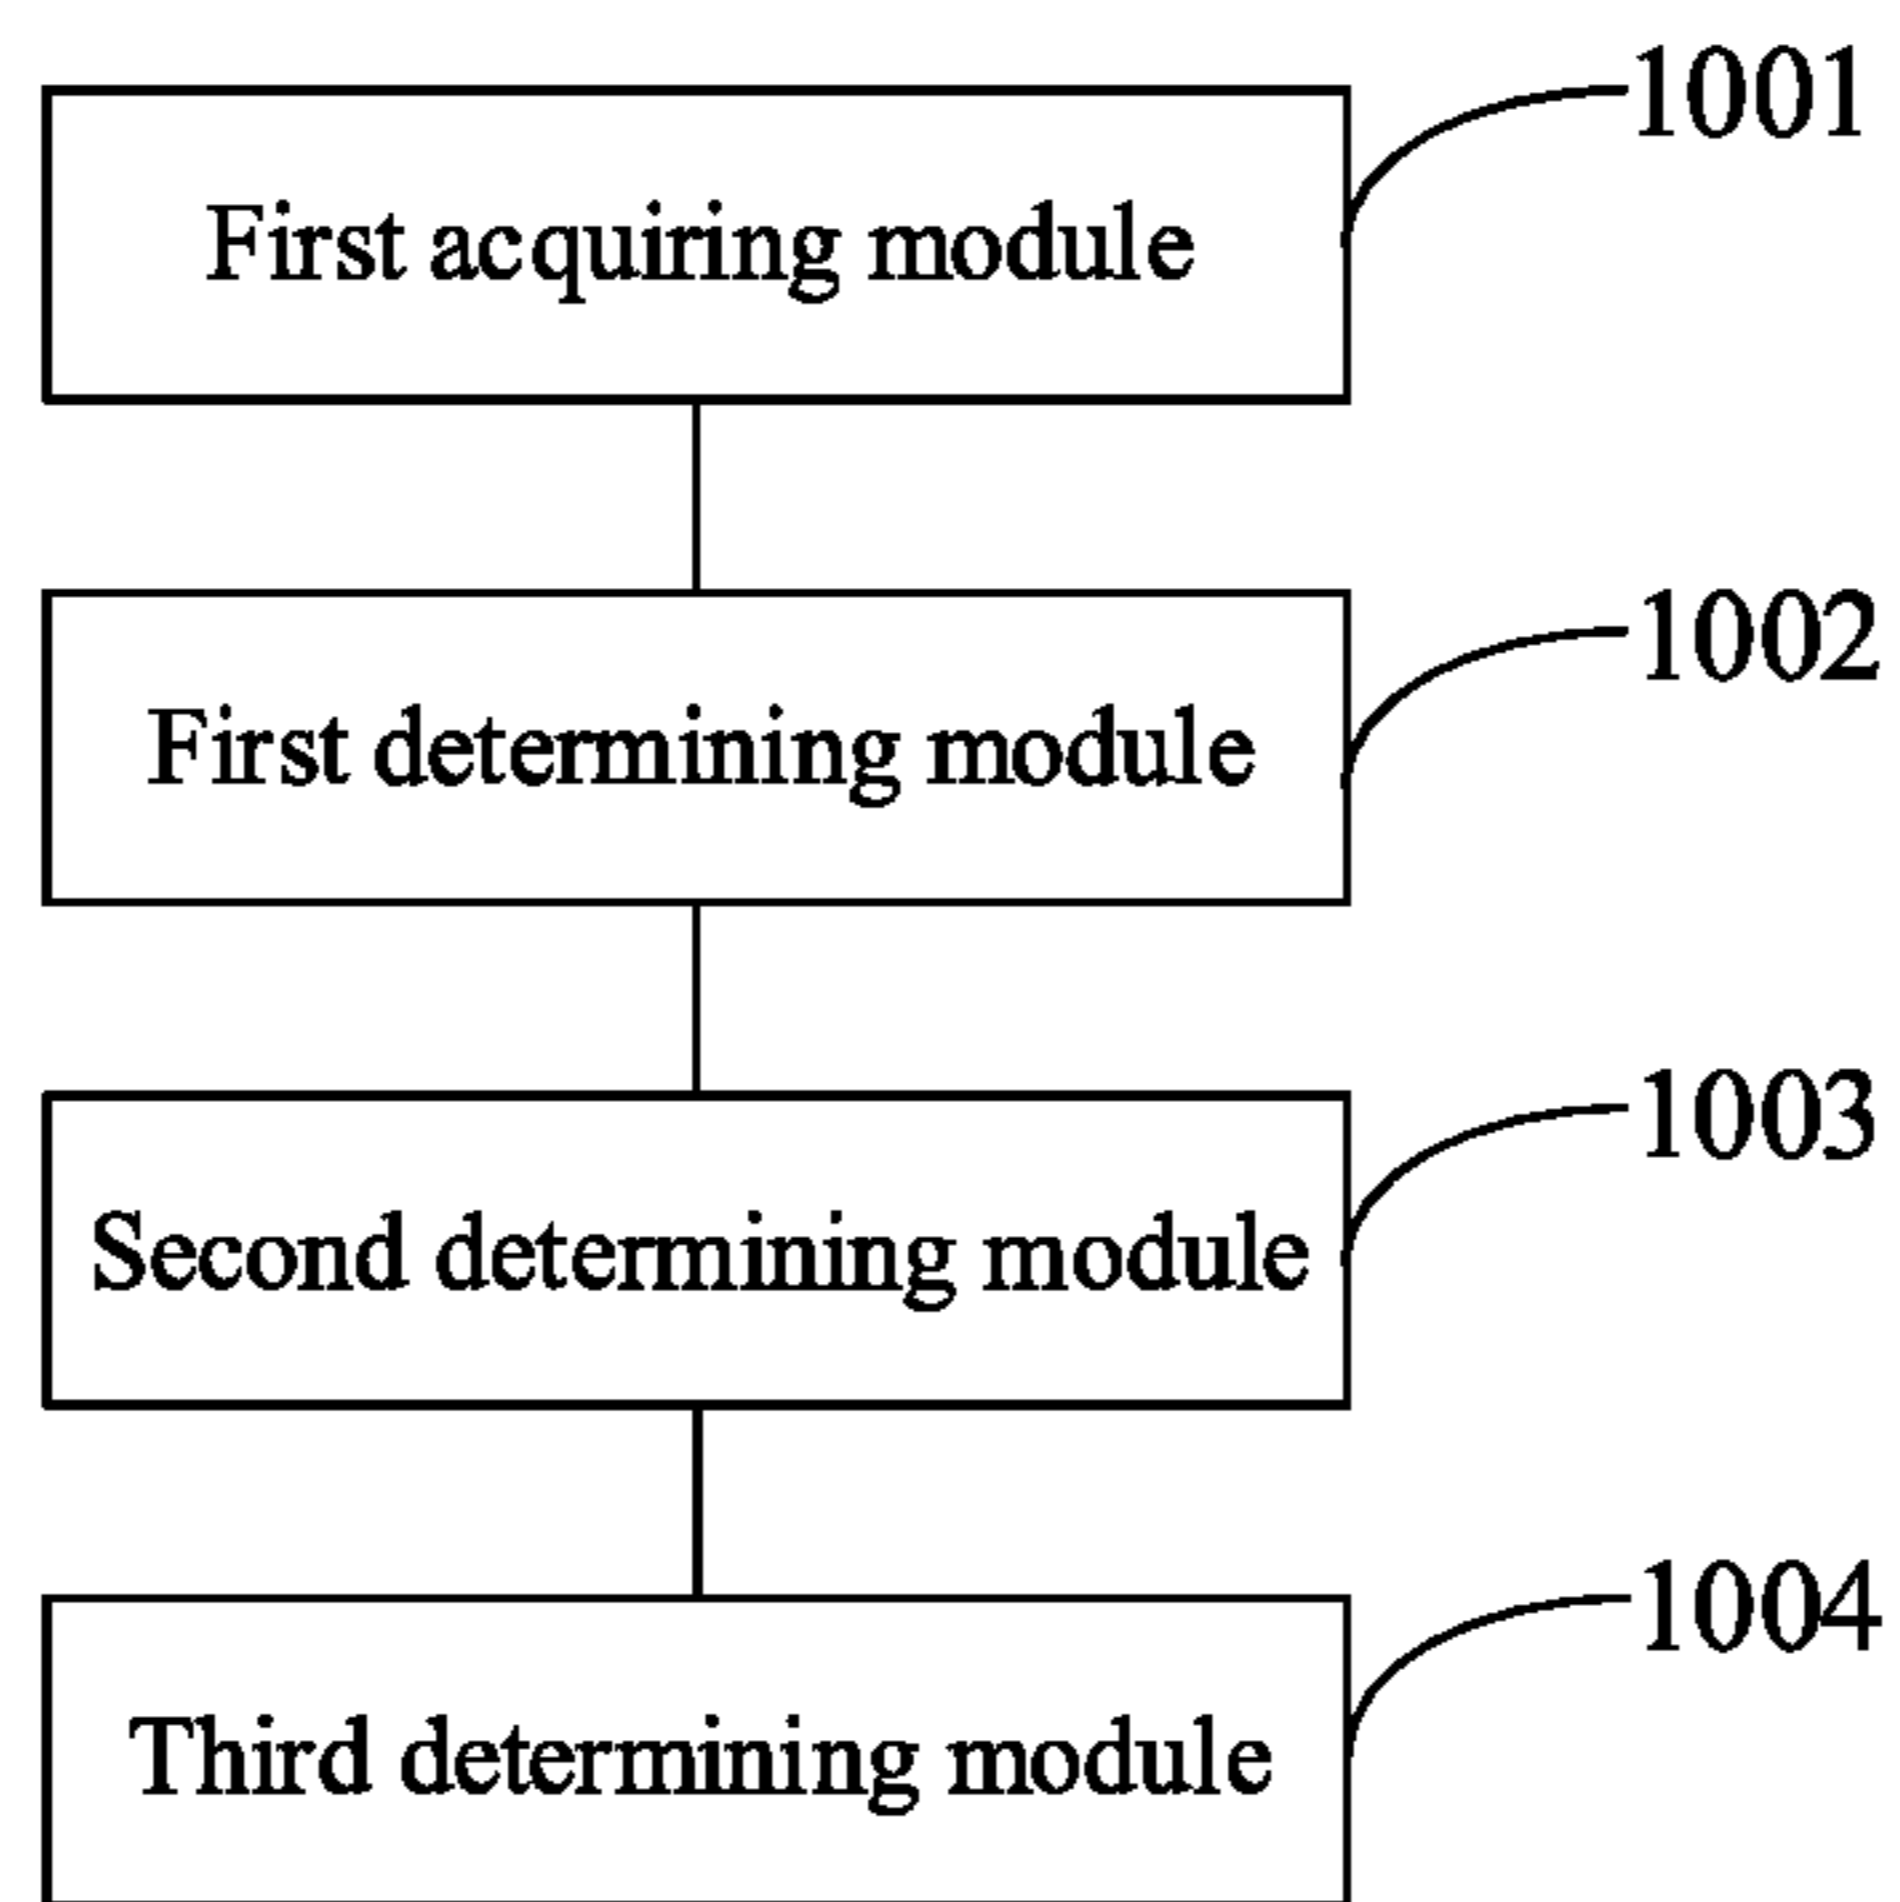 1001
First acquiring module
1002
First determining module
1003
Second determining module
1004
Third determining module